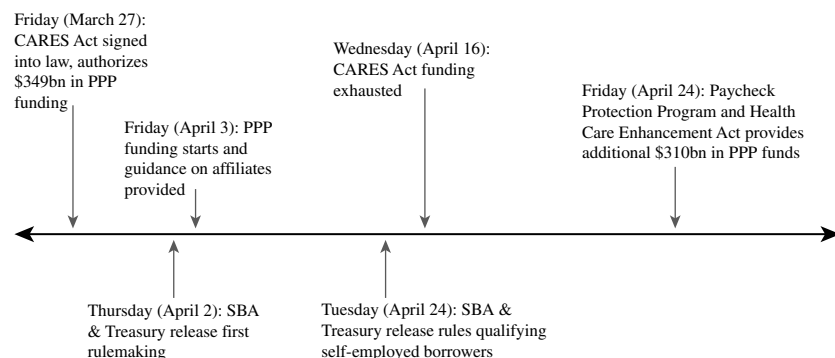 Friday (March 27):
CARES Act signed
into law, authorizes
$349bn in PPP
funding
Friday (April 3): PPP
funding starts and
guidance on affiliates
provided
Wednesday (April 16):
CARES Act funding
exhausted
Friday (April 24): Paycheck
Protection Program and Health
Care Enhancement Act provides
additional $310bn in PPP funds
Thursday (April 2): SBA
& Treasury release first
rulemaking
Tuesday (April 24): SBA &
Treasury release rules qualifying
self-employed borrowers